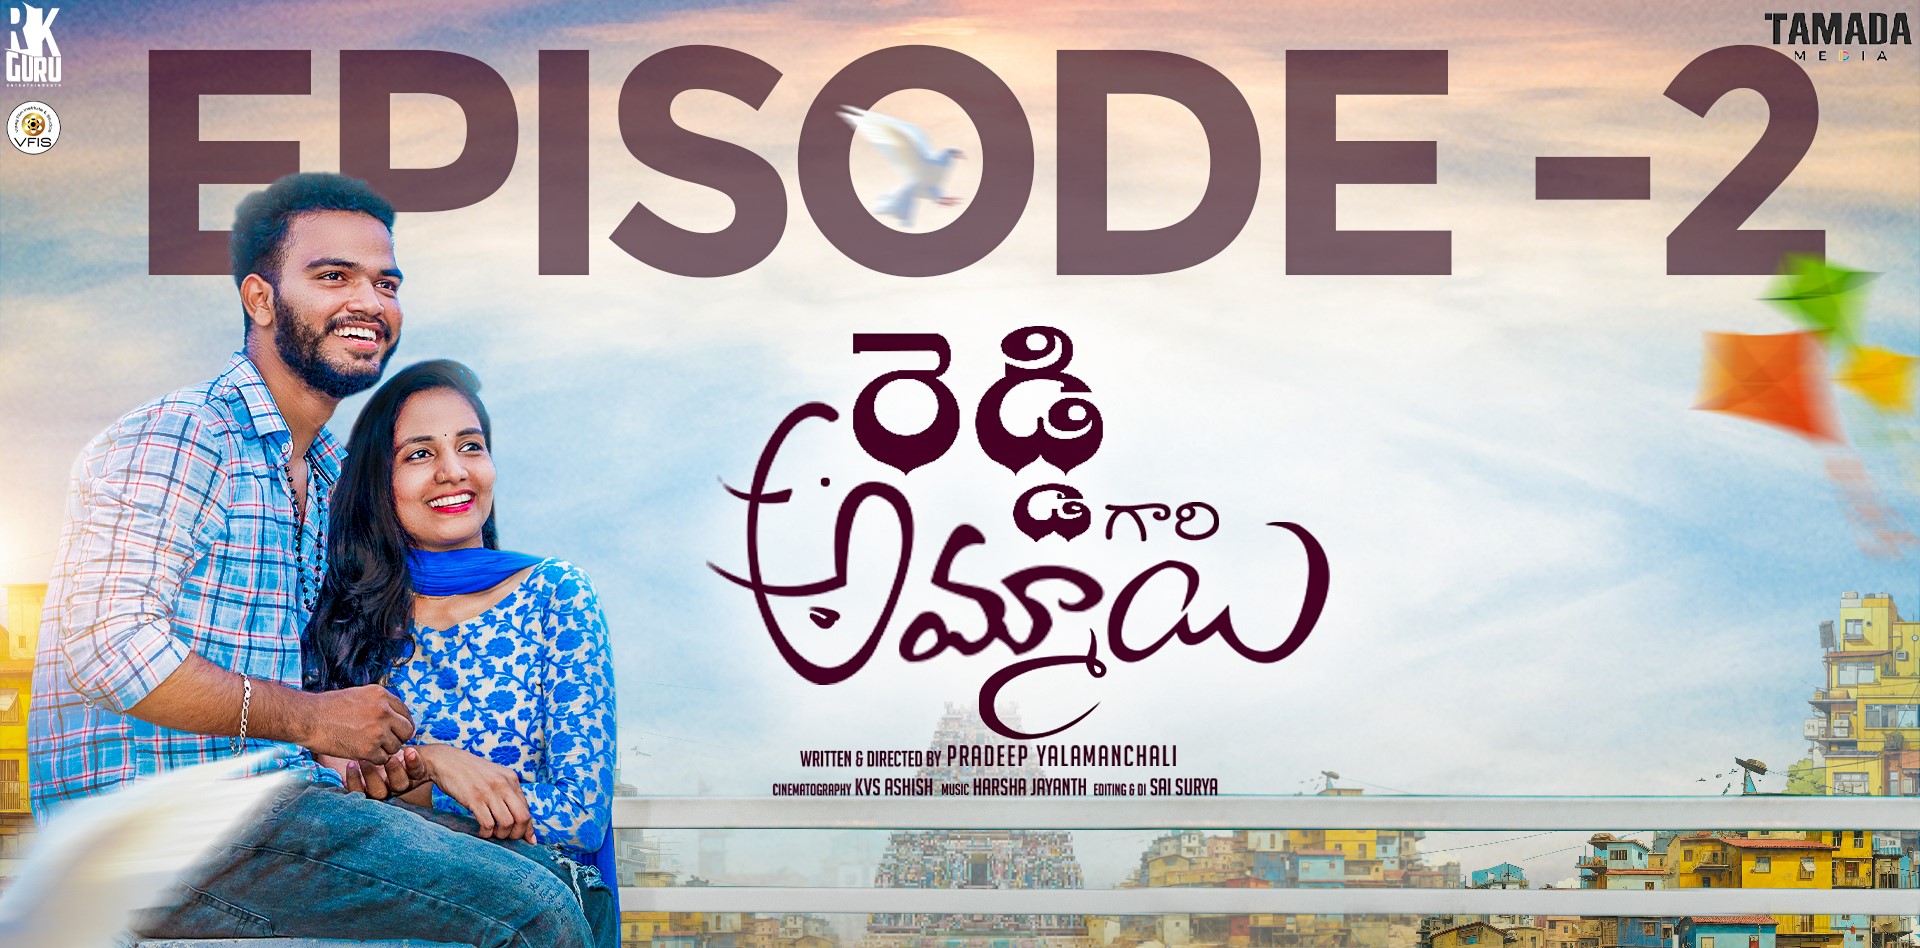 RK
GURU
ENTERTAINMENTS
VFIS
TAMADA
MEDIA
EPISODE -2
రెడ్డి
గారి
అమ్మాయి
WRITTEN & DIRECTED BY PRADEEP YALAMANCHALI
CINEMATOGRAPHY KVS ASHISH MUSIC HARSHA JAYANTH EDITING & DI SAI SURYA